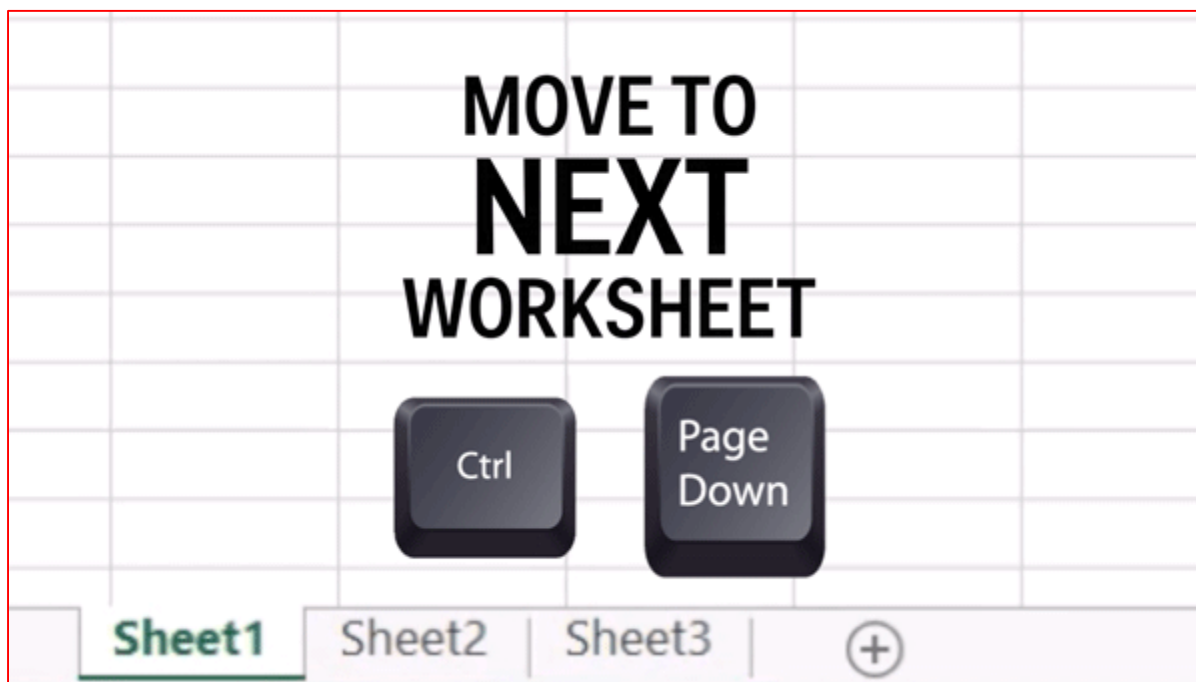 MOVE TO
NEXT
WORKSHEET
Ctrl
Page
Down
Sheet1 Sheet2 Sheet3